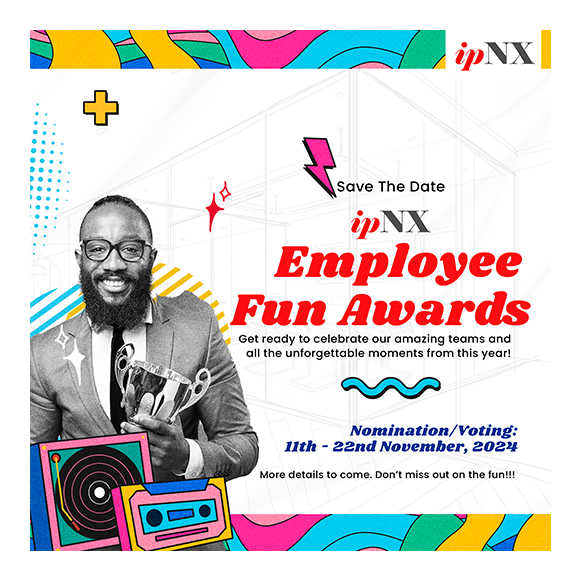 ipNX
Save The Date
ipNX
Employee
Fun Awards
Get ready to celebrate our amazing teams and
all the unforgettable moments from this year!
Nomination/Voting:
11th - 22nd November, 2024
More details to come. Don't miss out on the fun!!!